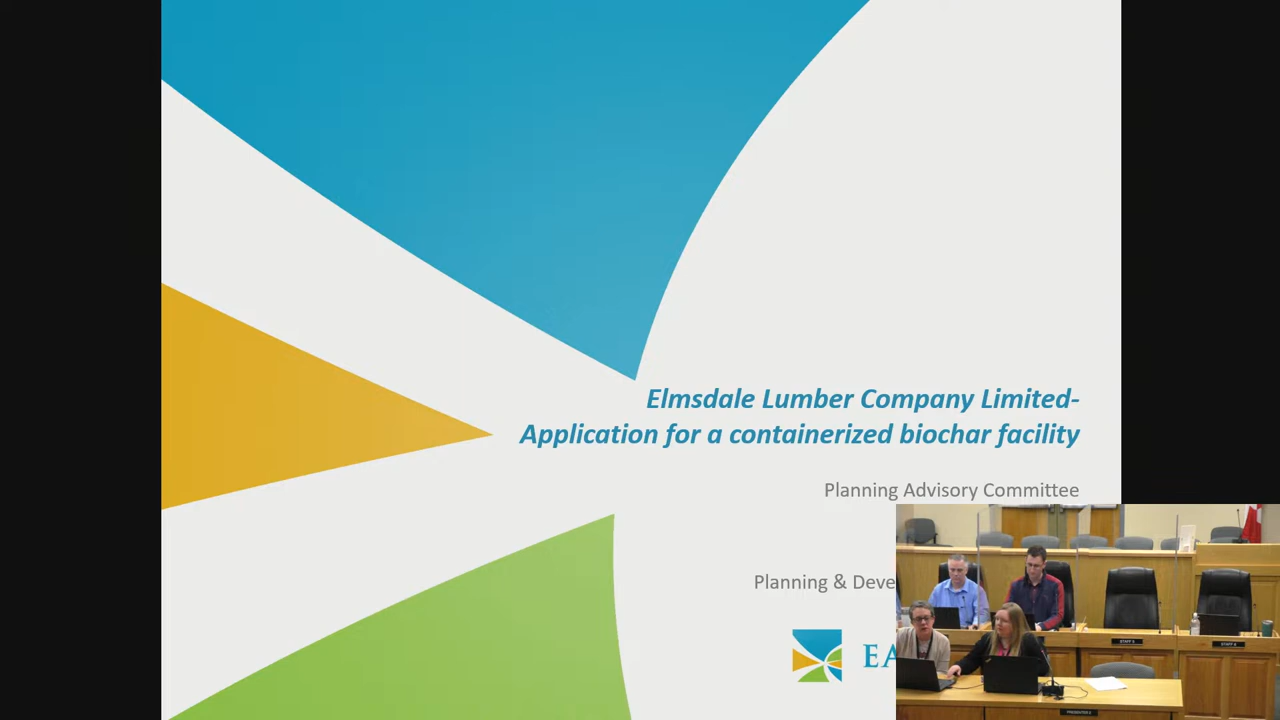 Elmsdale Lumber Company Limited-
Application for a containerized biochar facility
Planning Advisory Committee
Planning & Deve
EA